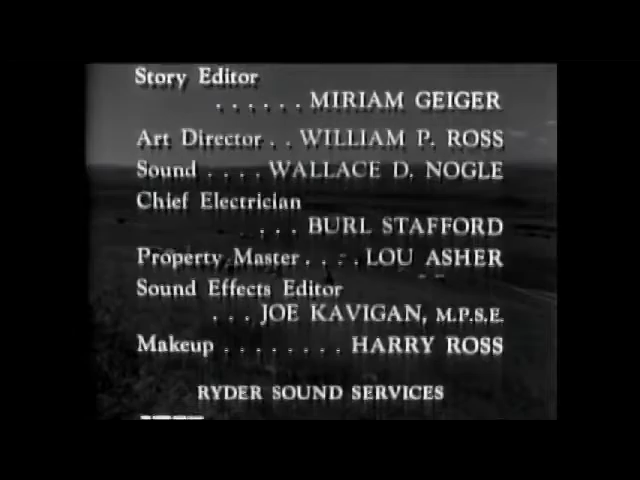 Story Editor
. . . . . . MIRIAM GEIGER
Art Director . . WILLIAM P. ROSS
Sound . . . . WALLACE D. NOGLE
Chief Electrician
. . . BURL STAFFORD
Property Master . . . . LOU ASHER
Sound Effects Editor
. . . JOE KAVIGAN, M.P.S.E.
Makeup . . . . . . . . HARRY ROSS
RYDER SOUND SERVICES